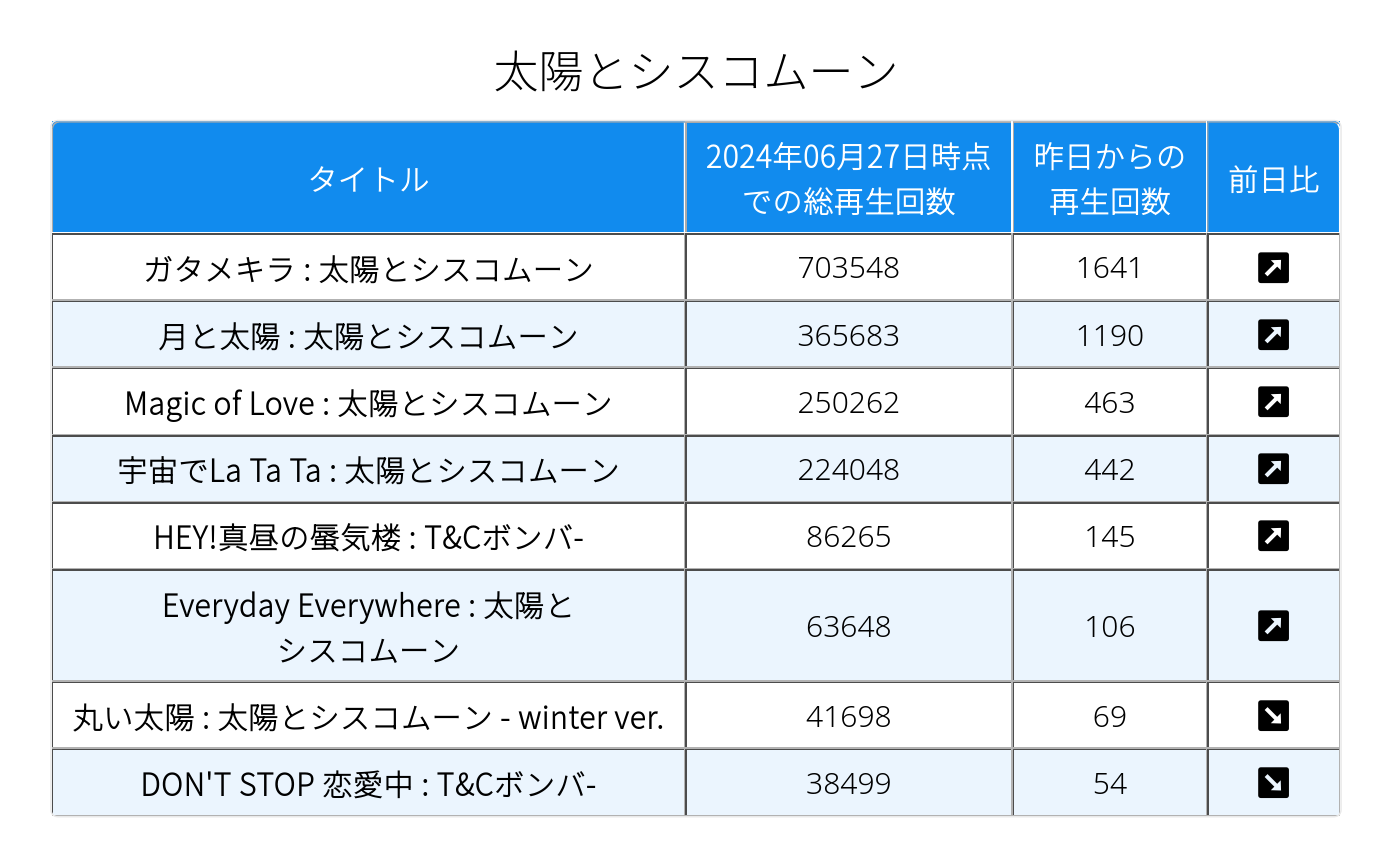 太陽とシスコムーン
タイトル
2024年06月27日時点
での総再生回数
昨日からの
再生回数
前日比
ガタメキラ : 太陽とシスコムーン 703548 1641 ↗
月と太陽 : 太陽とシスコムーン 365683 1190 ↗
Magic of Love : 太陽とシスコムーン 250262 463 ↗
宇宙でLa Ta Ta : 太陽とシスコムーン 224048 442 ↗
HEY!真昼の蜃気楼 : T&Cボンバ- 86265 145 ↗
Everyday Everywhere : 太陽と
シスコムーン 63648 106 ↗
丸い太陽 : 太陽とシスコムーン - winter ver. 41698 69 ↘
DON'T STOP 恋愛中 : T&Cボンバ- 38499 54 ↘